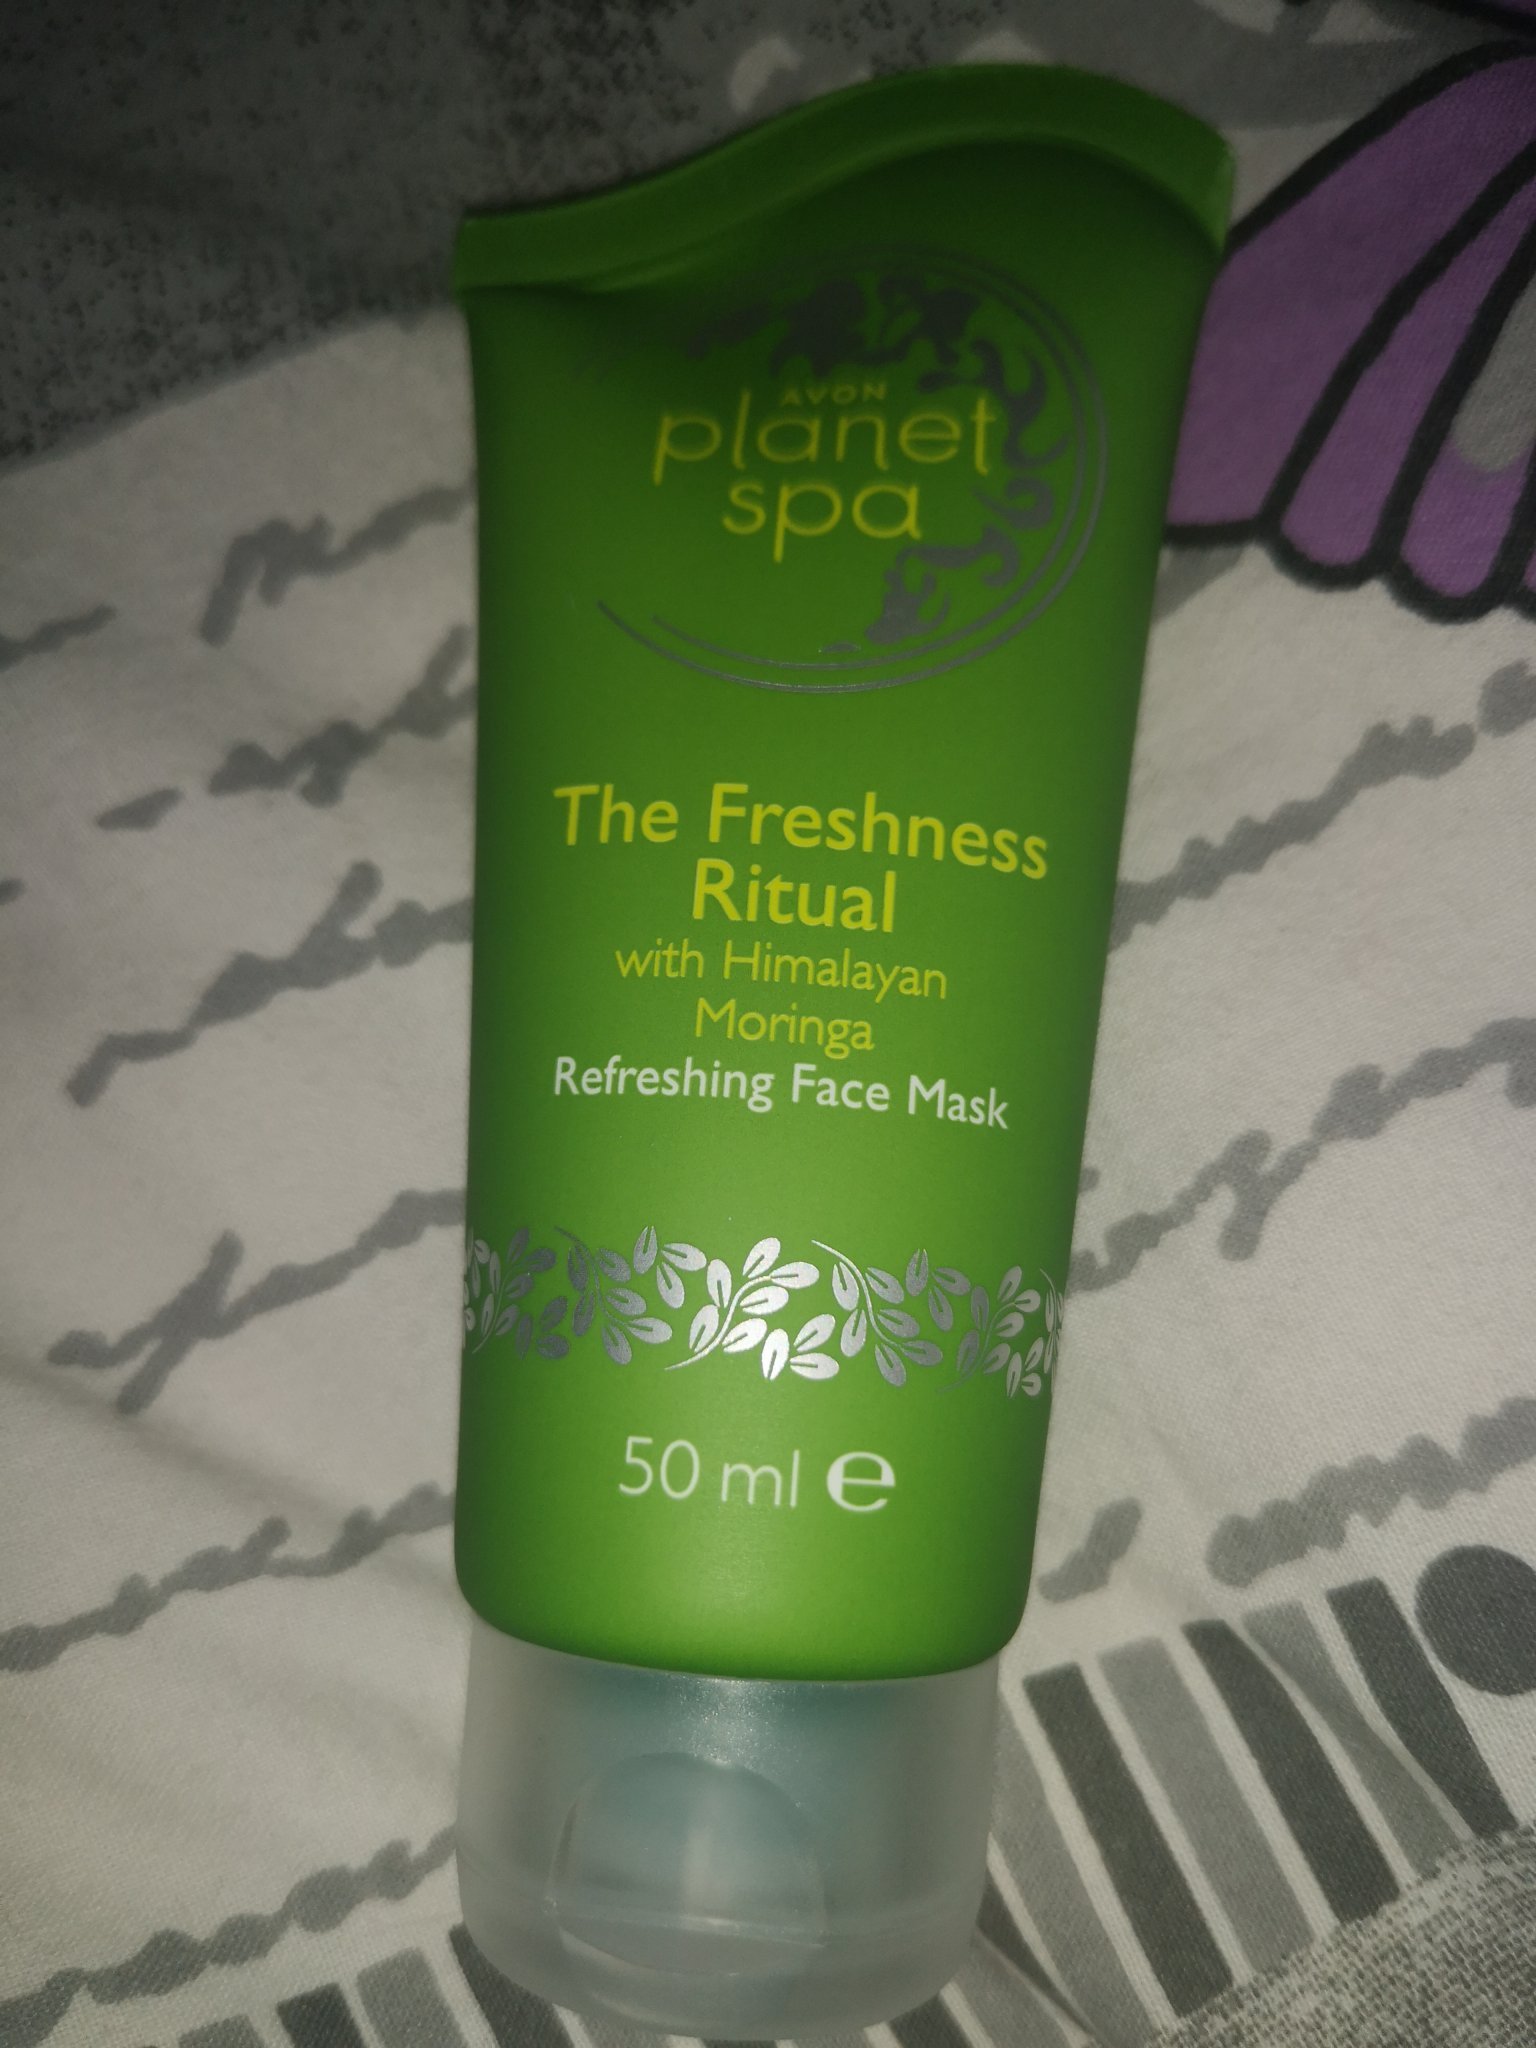 AVON
planet
spa
The Freshness
Ritual
with Himalayan
Moringa
Refreshing Face Mask
50 ml ℮